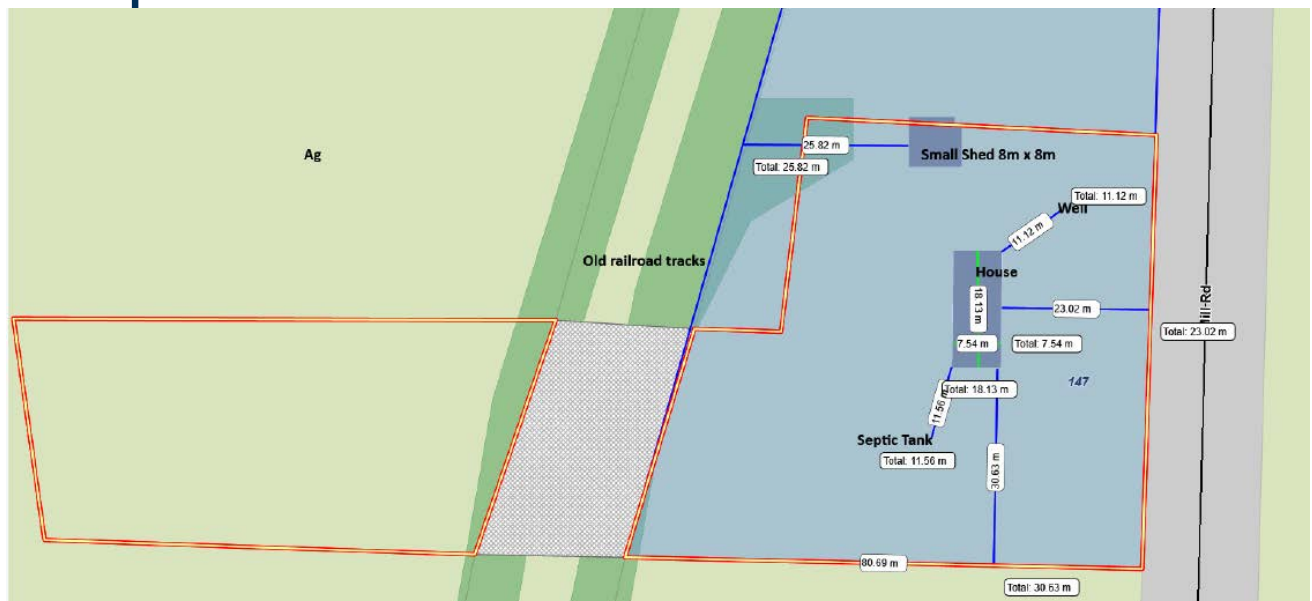 Ag
25.82 m
Total: 25.82 m
Small Shed 8m x 8m
Total: 11.12 m
Well
11.12 m
Old railroad tracks
House
18.13 m
23.02 m
Total: 23.02 m
7.54 m
Total: 7.54 m
Total: 18.13 m
147
11.56 m
Septic Tank
Total: 11.56 m
30.63 m
80.69 m
Total: 30.63 m